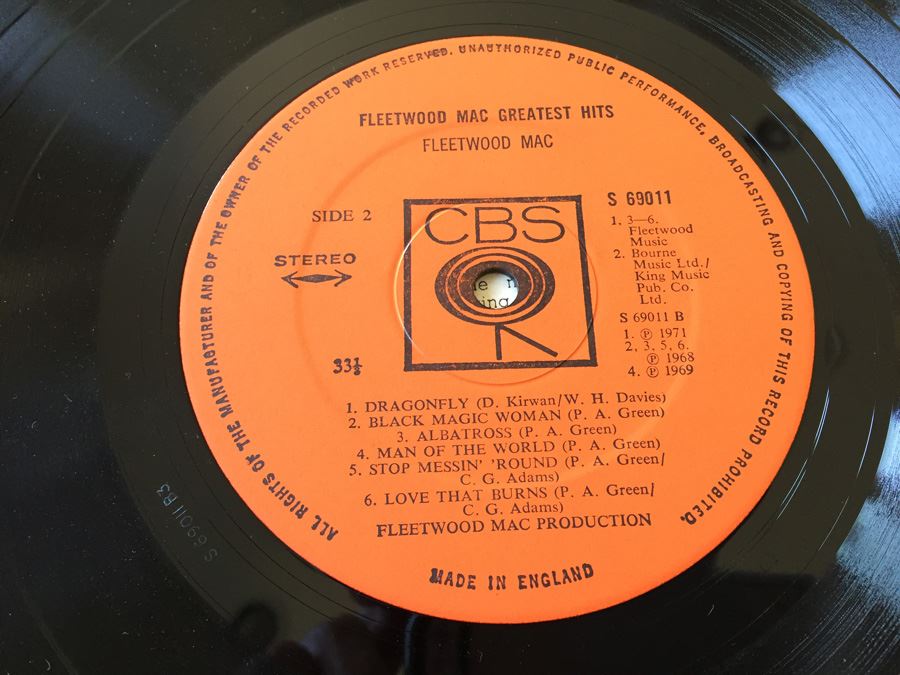 ALL RIGHTS OF THE MANUFACTURER AND OF THE OWNER OF THE RECORDED WORK RESERVED. UNAUTHORIZED PUBLIC PERFORMANCE, BROADCASTING AND COPYING OF THIS RECORD PROHIBITED.
FLEETWOOD MAC GREATEST HITS
FLEETWOOD MAC
SIDE 2
STEREO
33⅓
CBS
S 69011
1. 3—6.
Fleetwood
Music
2. Bourne
Music Ltd./
King Music
Pub. Co.
Ltd.
S 69011 B
1. ℗ 1971
2, 3, 5, 6.
℗ 1968
4. ℗ 1969
1. DRAGONFLY (D. Kirwan/W. H. Davies)
2. BLACK MAGIC WOMAN (P. A. Green)
3. ALBATROSS (P. A. Green)
4. MAN OF THE WORLD (P. A. Green)
5. STOP MESSIN' 'ROUND (P. A. Green/
C. G. Adams)
6. LOVE THAT BURNS (P. A. Green/
C. G. Adams)
FLEETWOOD MAC PRODUCTION
MADE IN ENGLAND
S 69011 B3